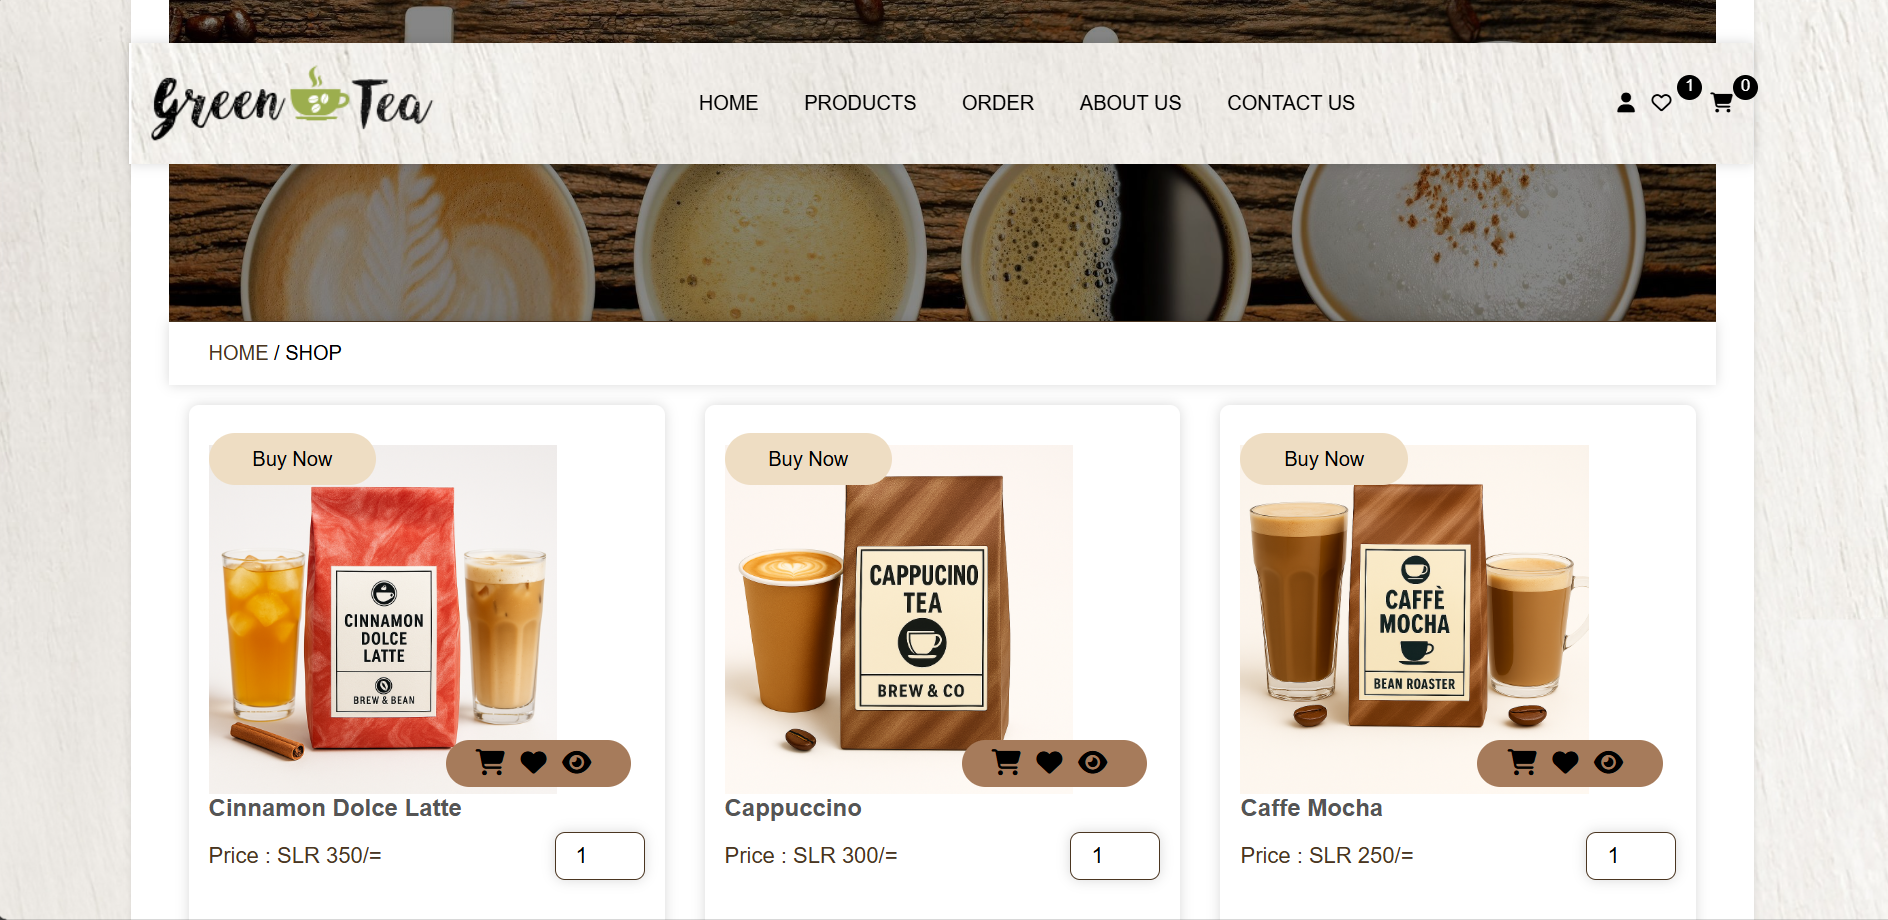 Green Tea
HOME PRODUCTS ORDER ABOUT US CONTACT US
1 0
HOME / SHOP
Buy Now
CINNAMON
DOLCE
LATTE
BREW & BEAN
Cinnamon Dolce Latte
Price : SLR 350/= 1
Buy Now
CAPPUCINO
TEA
BREW & CO
Cappuccino
Price : SLR 300/= 1
Buy Now
CAFFÈ
MOCHA
BEAN ROASTER
Caffe Mocha
Price : SLR 250/= 1